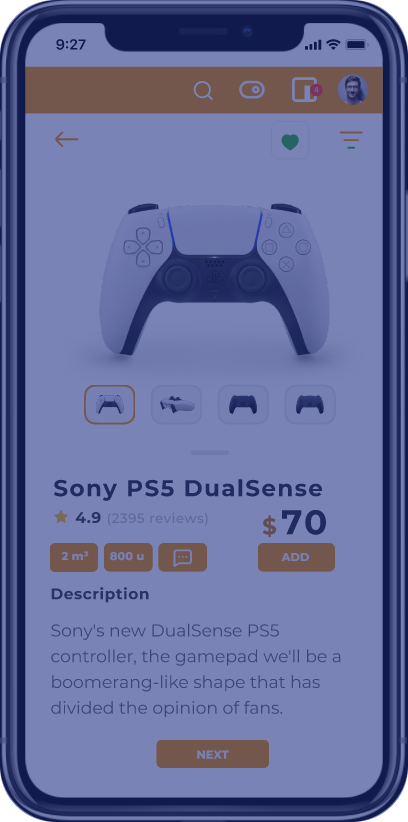 9:27
4
Sony PS5 DualSense
4.9 (2395 reviews)
$70
2 m³ 800 u ADD
Description
Sony's new DualSense PS5
controller, the gamepad we'll be a
boomerang-like shape that has
divided the opinion of fans.
NEXT